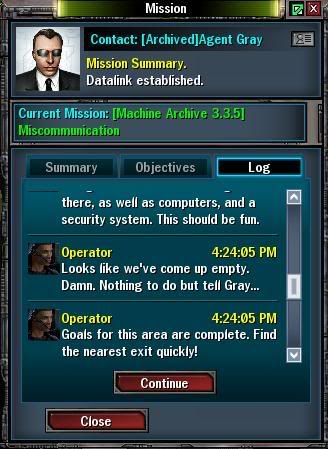 Mission
Contact: [Archived]Agent Gray
Mission Summary.
Datalink established.
Current Mission: [Machine Archive 3.3.5]
Miscommunication
Summary
Objectives
Log
there, as well as computers, and a
security system. This should be fun.
Operator 4:24:05 PM
Looks like we've come up empty.
Damn. Nothing to do but tell Gray...
Operator 4:24:05 PM
Goals for this area are complete. Find
the nearest exit quickly!
Continue
Close